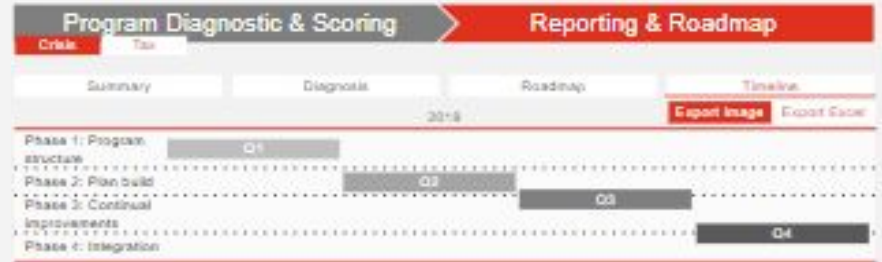 Program Diagnostic & Scoring
Reporting & Roadmap
Crisis
Tax
Summary
Diagnosis
Roadmap
Timeline
2018
Export Image
Export Excel
Phase 1: Program
structure
Q1
Phase 2: Plan build
Q2
Phase 3: Continual
improvements
Q3
Phase 4: Integration
Q4